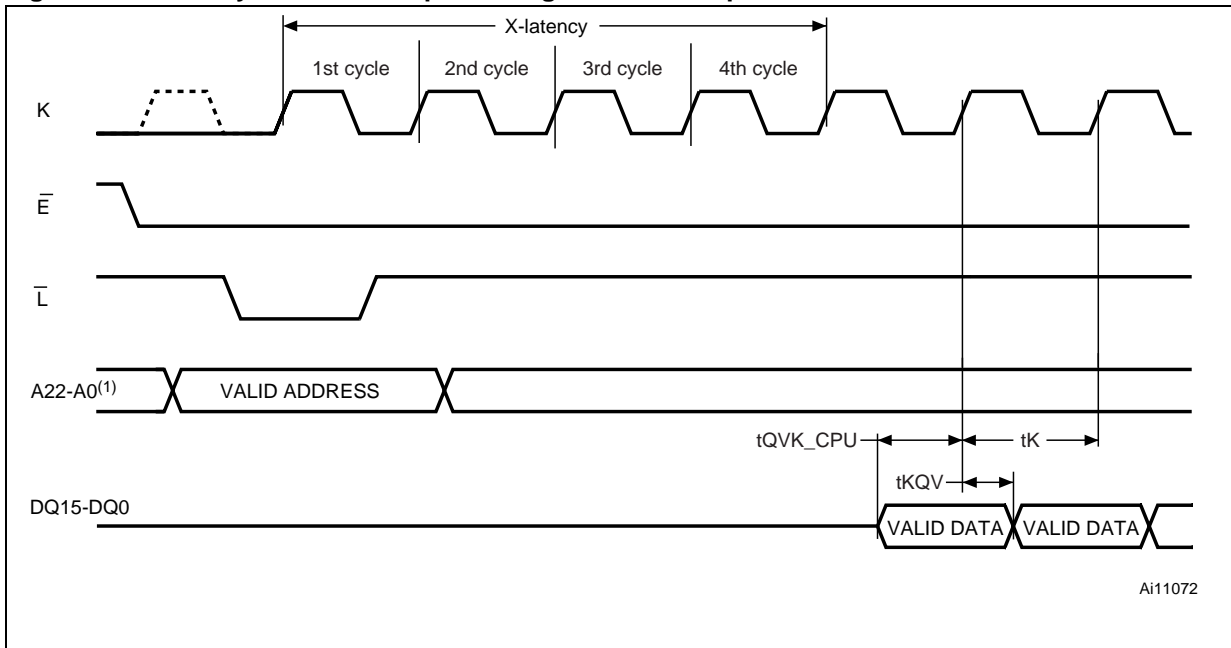 X-latency
1st cycle 2nd cycle 3rd cycle 4th cycle
K
E
L
A22-A0(1) VALID ADDRESS
tQVK_CPU tK
tKQV
DQ15-DQ0
VALID DATA VALID DATA
Ai11072